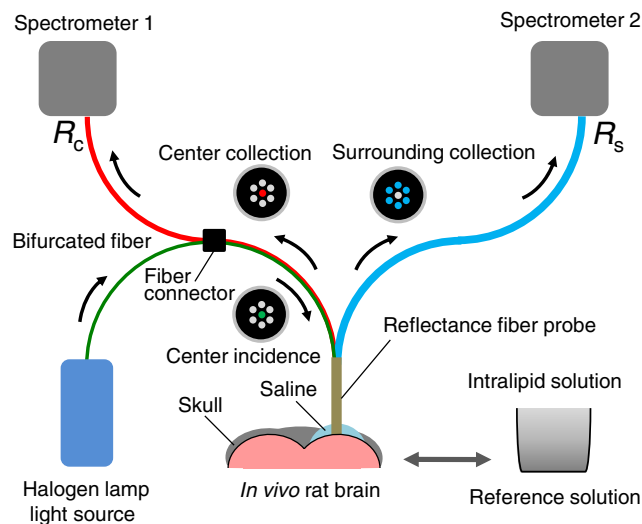 Spectrometer 1
Spectrometer 2
Rc
Rs
Center collection
Surrounding collection
Bifurcated fiber
Fiber
connector
Center incidence
Reflectance fiber probe
Saline
Skull
Intralipid solution
Halogen lamp
light source
In vivo rat brain
Reference solution